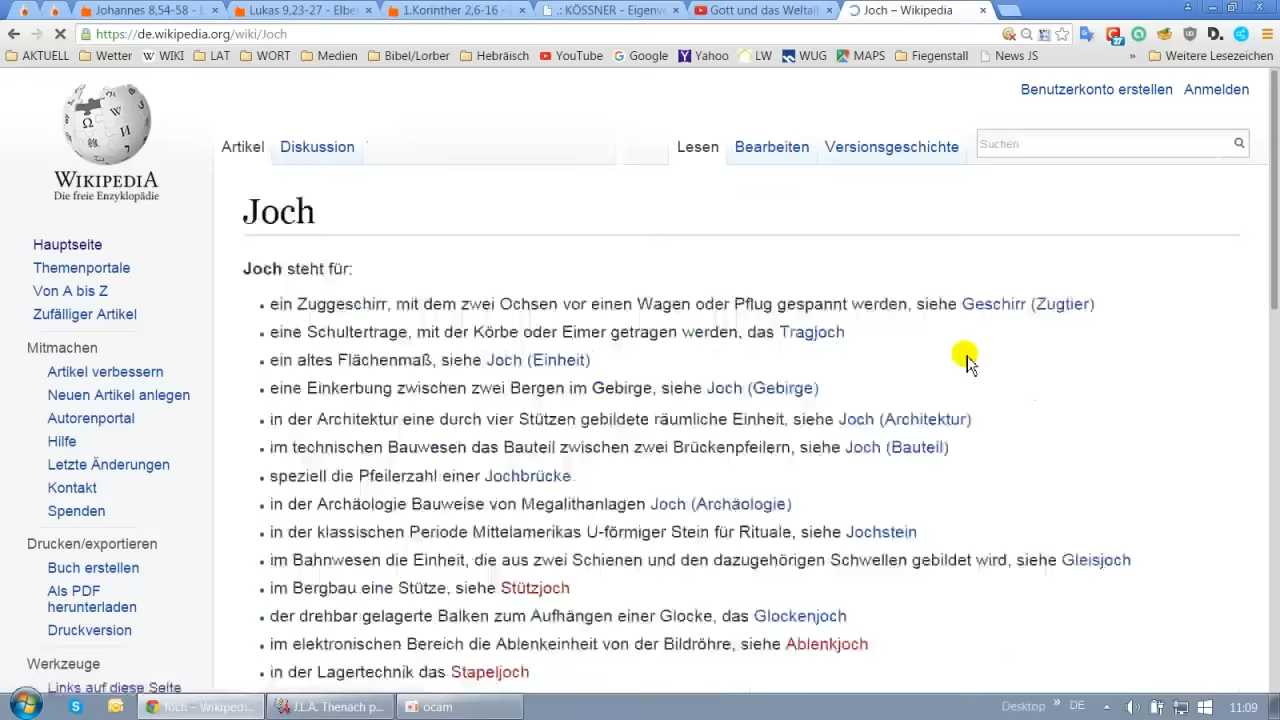 Johannes 8,54-58 - E
Lukas 9,23-27 - Elber
1.Korinther 2,6-16 -
.: KÖSSNER - Eigenve
Gott und das Weltall
Joch – Wikipedia
https://de.wikipedia.org/wiki/Joch
AKTUELL Wetter WIKI LAT WORT Medien Bibel/Lorber Hebräisch YouTube Google Yahoo LW WUG MAPS Fiegenstall News JS » Weitere Lesezeichen
Benutzerkonto erstellen Anmelden
Artikel Diskussion Lesen Bearbeiten Versionsgeschichte Suchen
WIKIPEDIA
Die freie Enzyklopädie
Hauptseite
Themenportale
Von A bis Z
Zufälliger Artikel
Mitmachen
Artikel verbessern
Neuen Artikel anlegen
Autorenportal
Hilfe
Letzte Änderungen
Kontakt
Spenden
Drucken/exportieren
Buch erstellen
Als PDF
herunterladen
Druckversion
Werkzeuge
Links auf diese Seite
Joch
Joch steht für:
• ein Zuggeschirr, mit dem zwei Ochsen vor einen Wagen oder Pflug gespannt werden, siehe Geschirr (Zugtier)
• eine Schultertrage, mit der Körbe oder Eimer getragen werden, das Tragjoch
• ein altes Flächenmaß, siehe Joch (Einheit)
• eine Einkerbung zwischen zwei Bergen im Gebirge, siehe Joch (Gebirge)
• in der Architektur eine durch vier Stützen gebildete räumliche Einheit, siehe Joch (Architektur)
• im technischen Bauwesen das Bauteil zwischen zwei Brückenpfeilern, siehe Joch (Bauteil)
• speziell die Pfeilerzahl einer Jochbrücke
• in der Archäologie Bauweise von Megalithanlagen Joch (Archäologie)
• in der klassischen Periode Mittelamerikas U-förmiger Stein für Rituale, siehe Jochstein
• im Bahnwesen die Einheit, die aus zwei Schienen und den dazugehörigen Schwellen gebildet wird, siehe Gleisjoch
• im Bergbau eine Stütze, siehe Stützjoch
• der drehbar gelagerte Balken zum Aufhängen einer Glocke, das Glockenjoch
• im elektronischen Bereich die Ablenkeinheit von der Bildröhre, siehe Ablenkjoch
• in der Lagertechnik das Stapeljoch
Joch – Wikipedi... J.L.A. Thenach p... ocam Desktop » DE 11:09